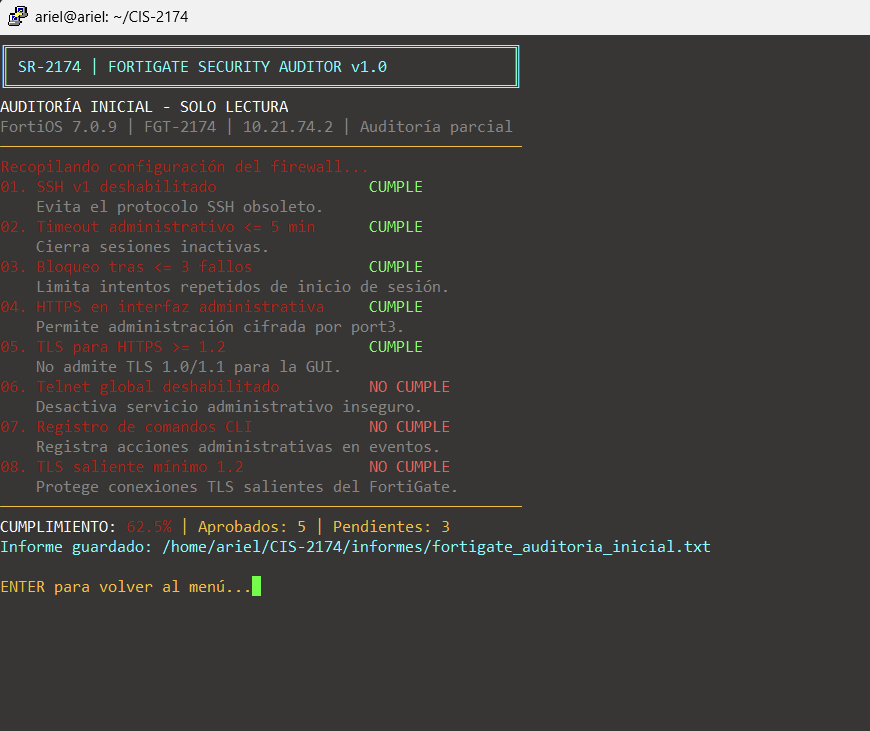 ariel@ariel: ~/CIS-2174
SR-2174 | FORTIGATE SECURITY AUDITOR v1.0
AUDITORÍA INICIAL - SOLO LECTURA
FortiOS 7.0.9 | FGT-2174 | 10.21.74.2 | Auditoría parcial
Recopilando configuración del firewall...
01. SSH v1 deshabilitado CUMPLE
Evita el protocolo SSH obsoleto.
02. Timeout administrativo <= 5 min CUMPLE
Cierra sesiones inactivas.
03. Bloqueo tras <= 3 fallos CUMPLE
Limita intentos repetidos de inicio de sesión.
04. HTTPS en interfaz administrativa CUMPLE
Permite administración cifrada por port3.
05. TLS para HTTPS >= 1.2 CUMPLE
No admite TLS 1.0/1.1 para la GUI.
06. Telnet global deshabilitado NO CUMPLE
Desactiva servicio administrativo inseguro.
07. Registro de comandos CLI NO CUMPLE
Registra acciones administrativas en eventos.
08. TLS saliente mínimo 1.2 NO CUMPLE
Protege conexiones TLS salientes del FortiGate.
CUMPLIMIENTO: 62.5% | Aprobados: 5 | Pendientes: 3
Informe guardado: /home/ariel/CIS-2174/informes/fortigate_auditoria_inicial.txt
ENTER para volver al menú...